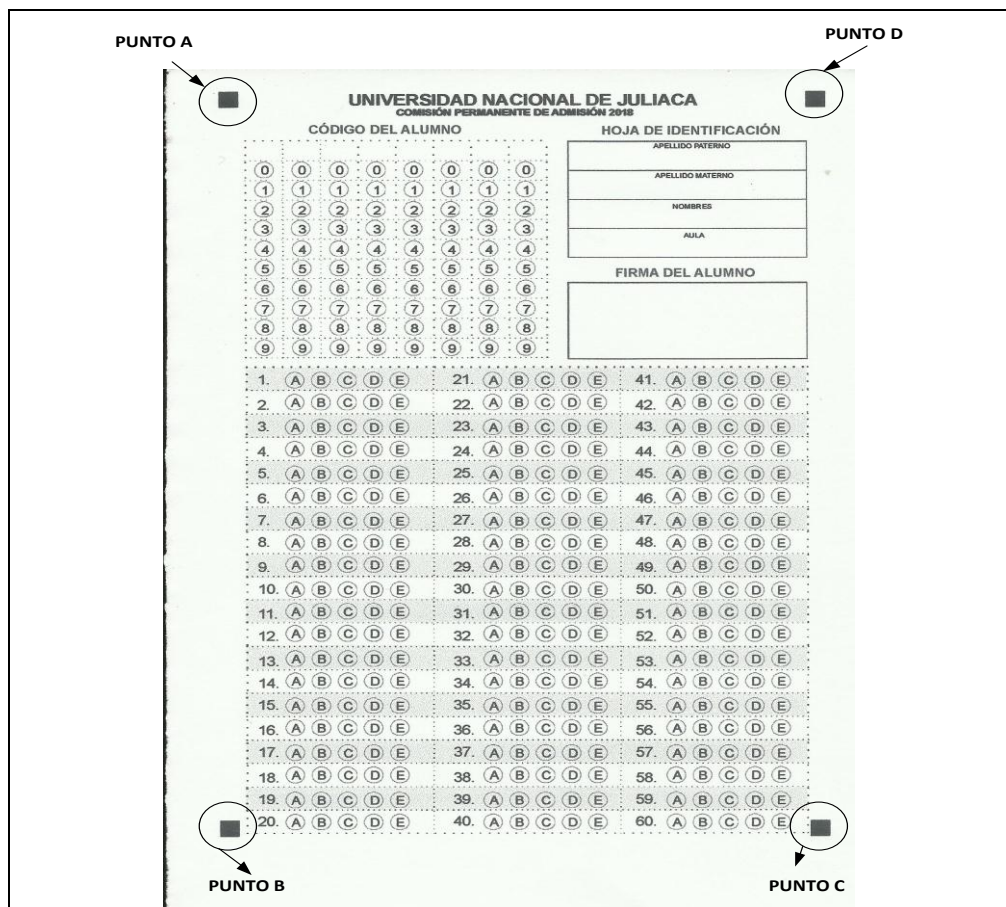 PUNTO A
PUNTO D
UNIVERSIDAD NACIONAL DE JULIACA
COMISIÓN PERMANENTE DE ADMISIÓN 2018
CÓDIGO DEL ALUMNO
HOJA DE IDENTIFICACIÓN
APELLIDO PATERNO
0 0 0 0 0 0 0 0
APELLIDO MATERNO
1 1 1 1 1 1 1 1
2 2 2 2 2 2 2 2
NOMBRES
3 3 3 3 3 3 3 3
AULA
4 4 4 4 4 4 4 4
5 5 5 5 5 5 5 5
FIRMA DEL ALUMNO
6 6 6 6 6 6 6 6
7 7 7 7 7 7 7 7
8 8 8 8 8 8 8 8
9 9 9 9 9 9 9 9
1. A B C D E 21. A B C D E 41. A B C D E
2. A B C D E 22. A B C D E 42. A B C D E
3. A B C D E 23. A B C D E 43. A B C D E
4. A B C D E 24. A B C D E 44. A B C D E
5. A B C D E 25. A B C D E 45. A B C D E
6. A B C D E 26. A B C D E 46. A B C D E
7. A B C D E 27. A B C D E 47. A B C D E
8. A B C D E 28. A B C D E 48. A B C D E
9. A B C D E 29. A B C D E 49. A B C D E
10. A B C D E 30. A B C D E 50. A B C D E
11. A B C D E 31. A B C D E 51. A B C D E
12. A B C D E 32. A B C D E 52. A B C D E
13. A B C D E 33. A B C D E 53. A B C D E
14. A B C D E 34. A B C D E 54. A B C D E
15. A B C D E 35. A B C D E 55. A B C D E
16. A B C D E 36. A B C D E 56. A B C D E
17. A B C D E 37. A B C D E 57. A B C D E
18. A B C D E 38. A B C D E 58. A B C D E
19. A B C D E 39. A B C D E 59. A B C D E
20. A B C D E 40. A B C D E 60. A B C D E
PUNTO B
PUNTO C